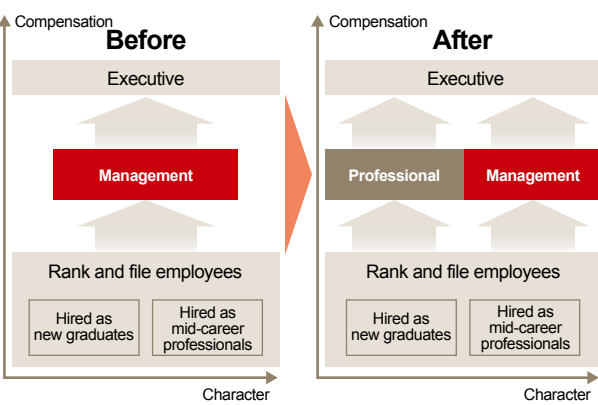 Compensation
Before
Executive
Management
Rank and file employees
Hired as
new graduates
Hired as
mid-career
professionals
Character
Compensation
After
Executive
Professional
Management
Rank and file employees
Hired as
new graduates
Hired as
mid-career
professionals
Character